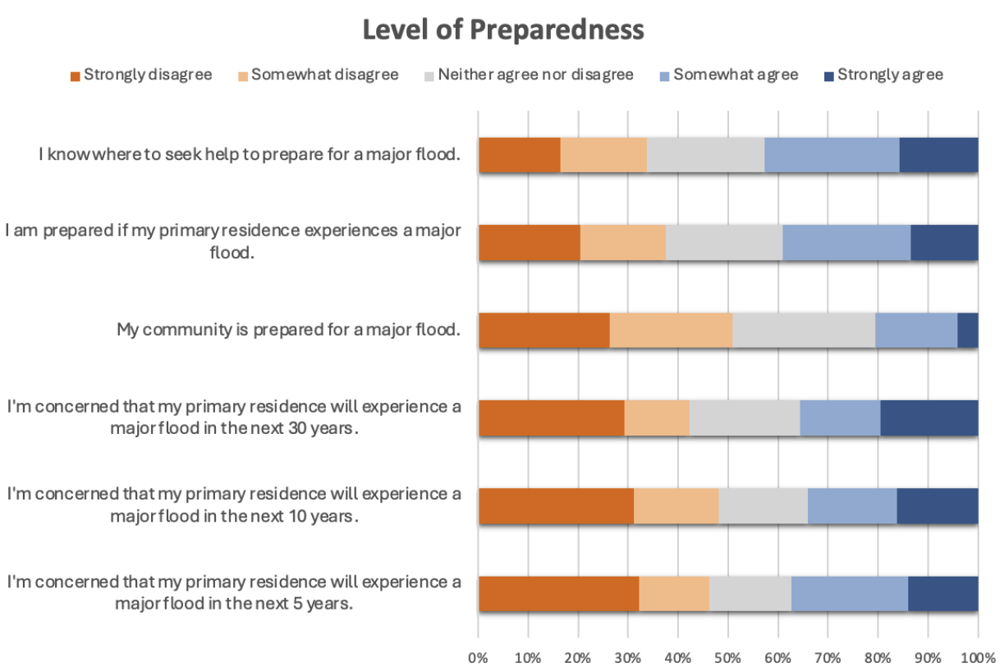 Level of Preparedness
Strongly disagree Somewhat disagree Neither agree nor disagree Somewhat agree Strongly agree
I know where to seek help to prepare for a major flood.
I am prepared if my primary residence experiences a major
flood.
My community is prepared for a major flood.
I'm concerned that my primary residence will experience a
major flood in the next 30 years.
I'm concerned that my primary residence will experience a
major flood in the next 10 years.
I'm concerned that my primary residence will experience a
major flood in the next 5 years.
0% 10% 20% 30% 40% 50% 60% 70% 80% 90% 100%